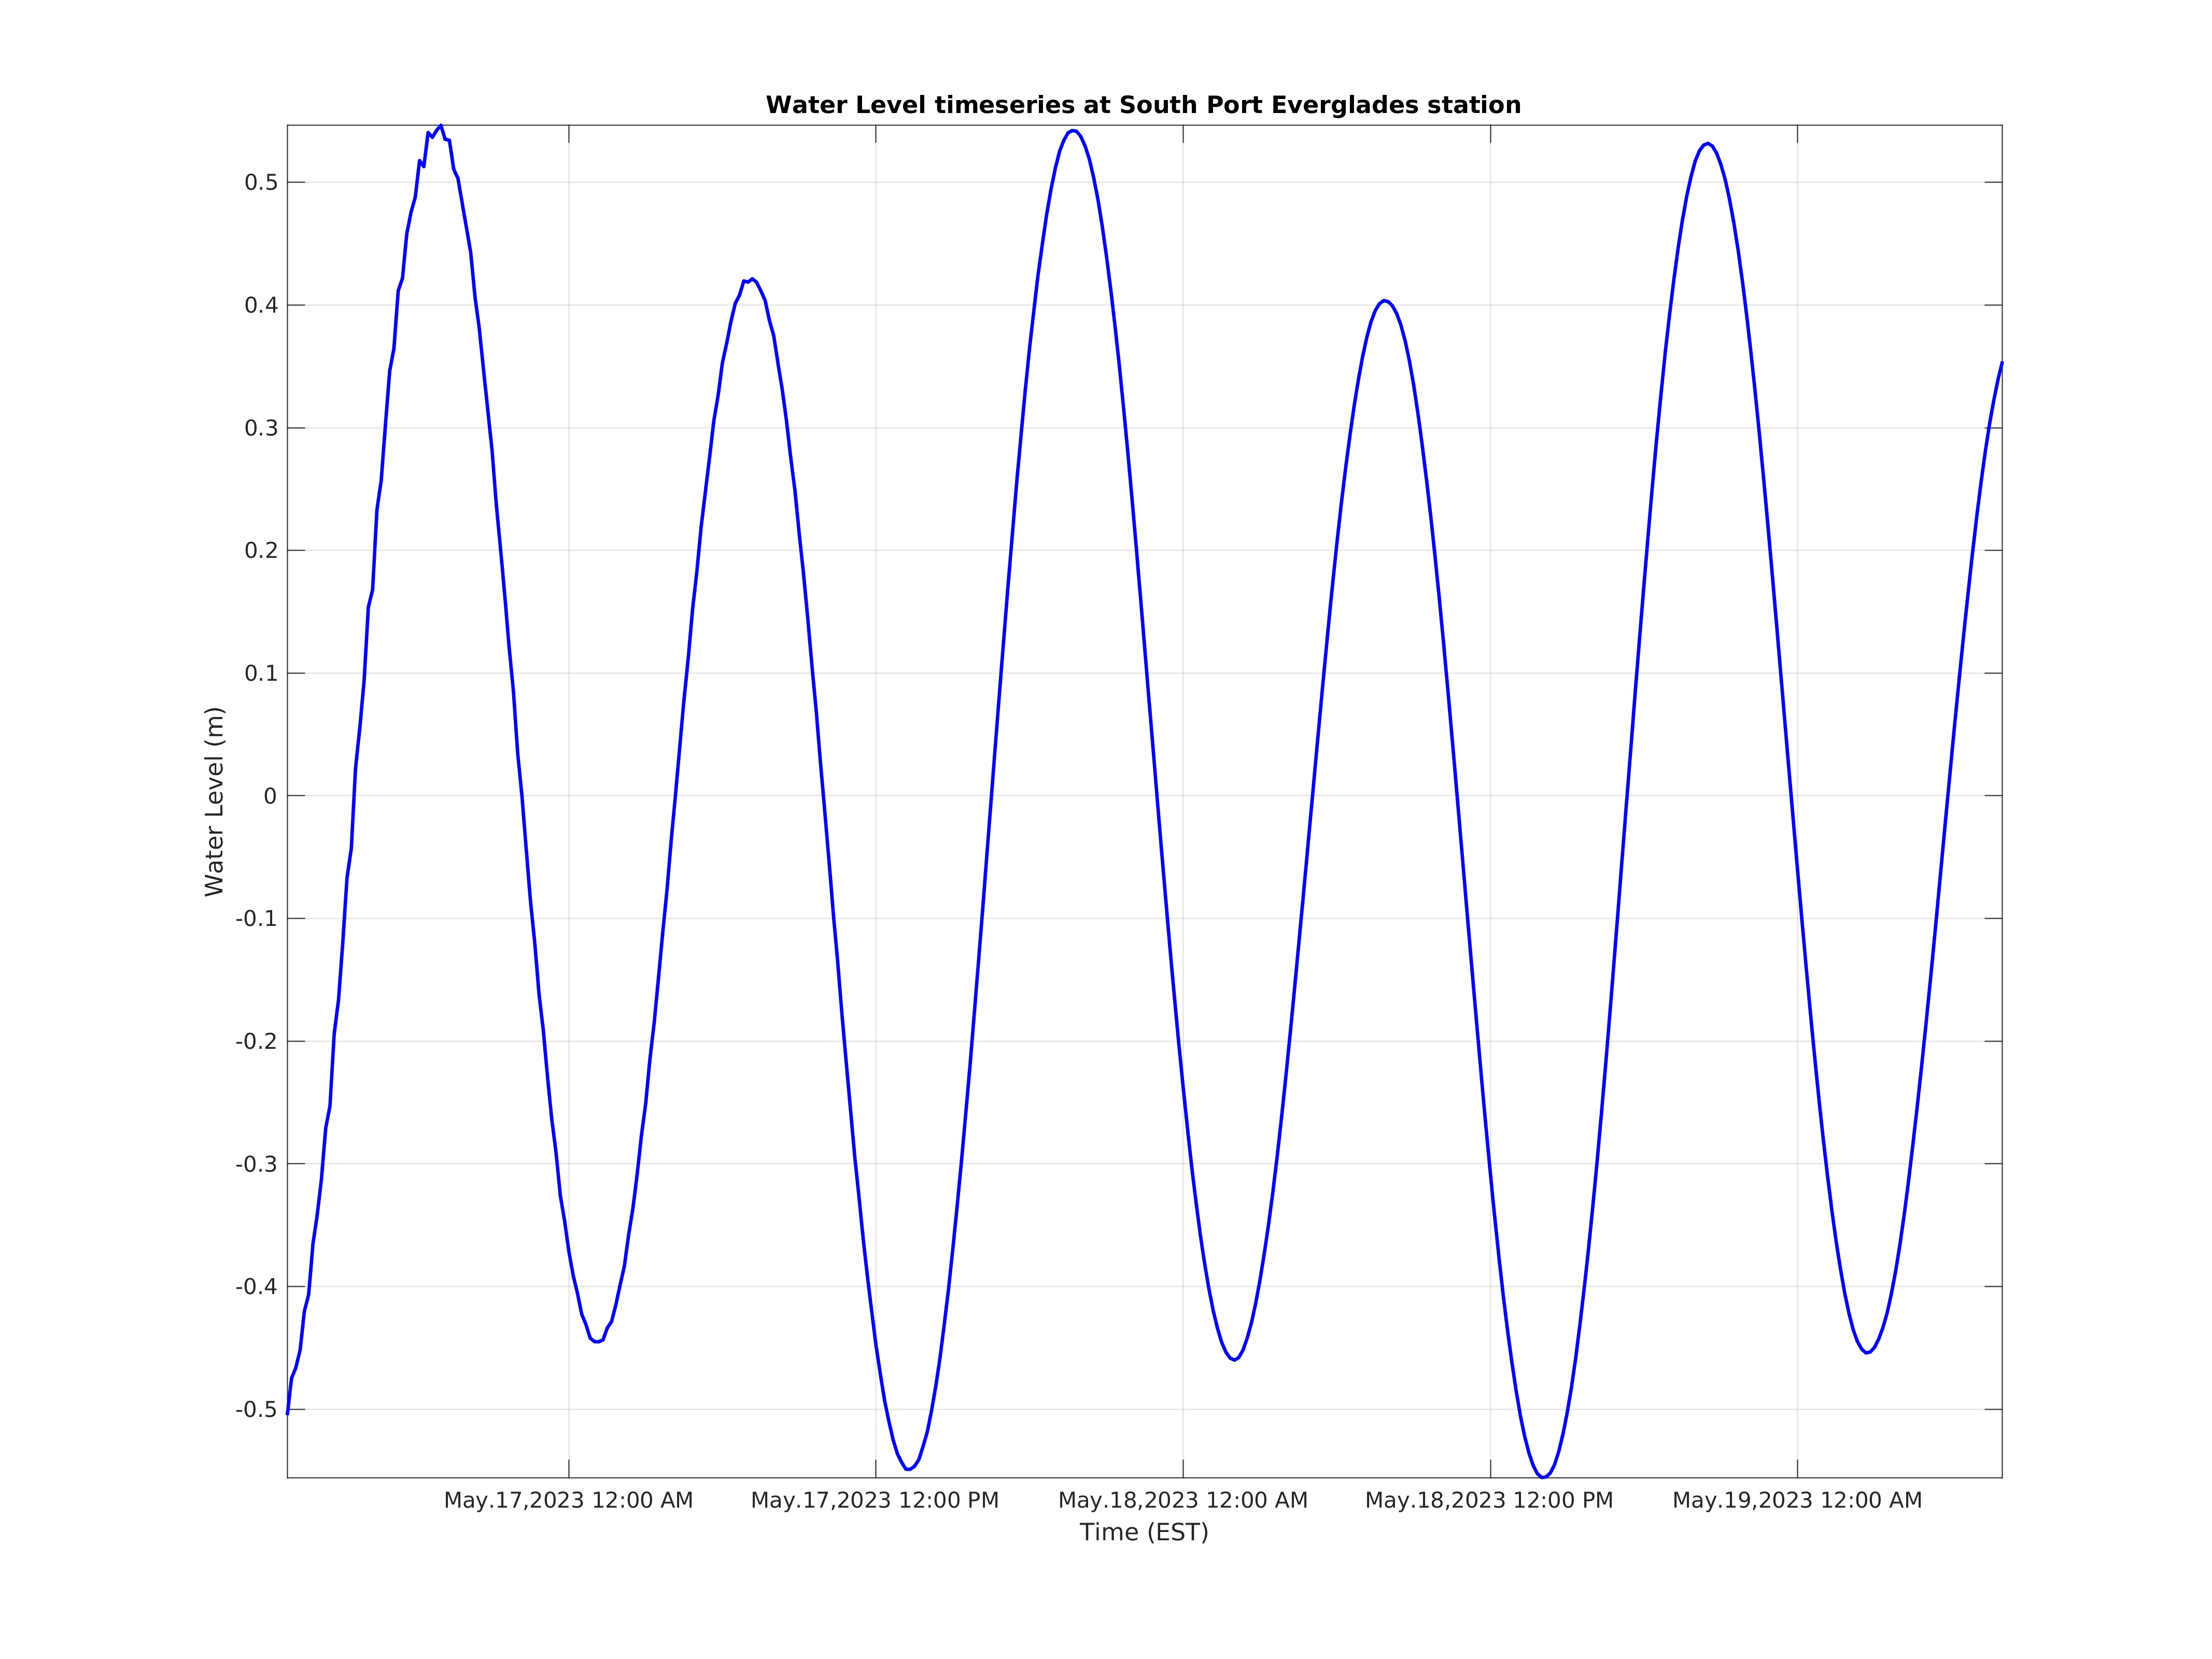 Water Level timeseries at South Port Everglades station
0.5
0.4
0.3
0.2
0.1
0
-0.1
-0.2
-0.3
-0.4
-0.5
Water Level (m)
May.17,2023 12:00 AM
May.17,2023 12:00 PM
May.18,2023 12:00 AM
May.18,2023 12:00 PM
May.19,2023 12:00 AM
Time (EST)